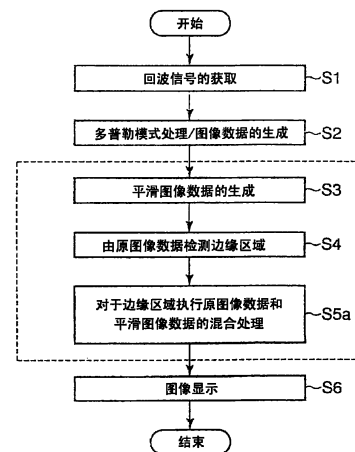 开始
回波信号的获取
S1
多普勒模式处理/图像数据的生成
S2
平滑图像数据的生成
S3
由原图像数据检测边缘区域
S4
对于边缘区域执行原图像数据和
平滑图像数据的混合处理
S5a
图像显示
S6
结束